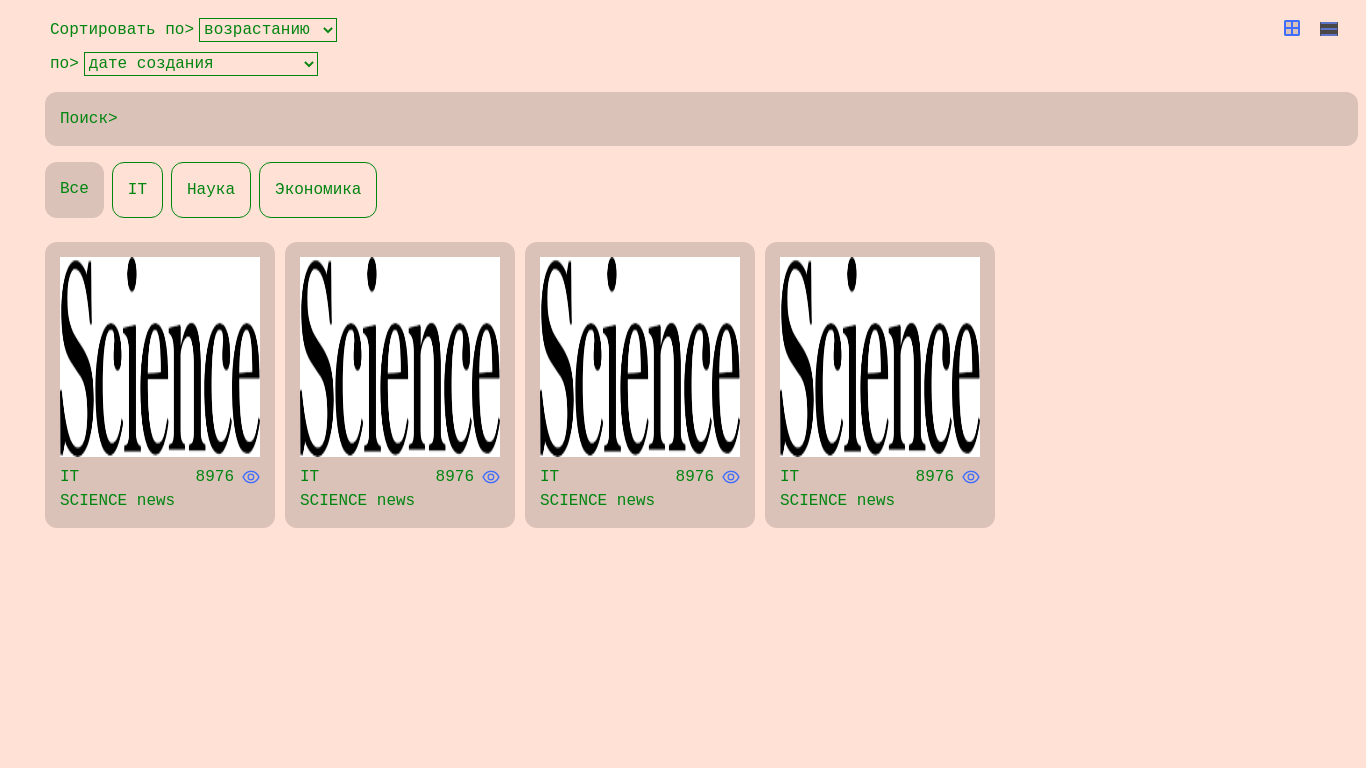 Сортировать по> возрастанию
по> дате создания
Поиск>
Все IT Наука Экономика
Science Science Science Science
IT 8976 IT 8976 IT 8976 IT 8976
SCIENCE news SCIENCE news SCIENCE news SCIENCE news